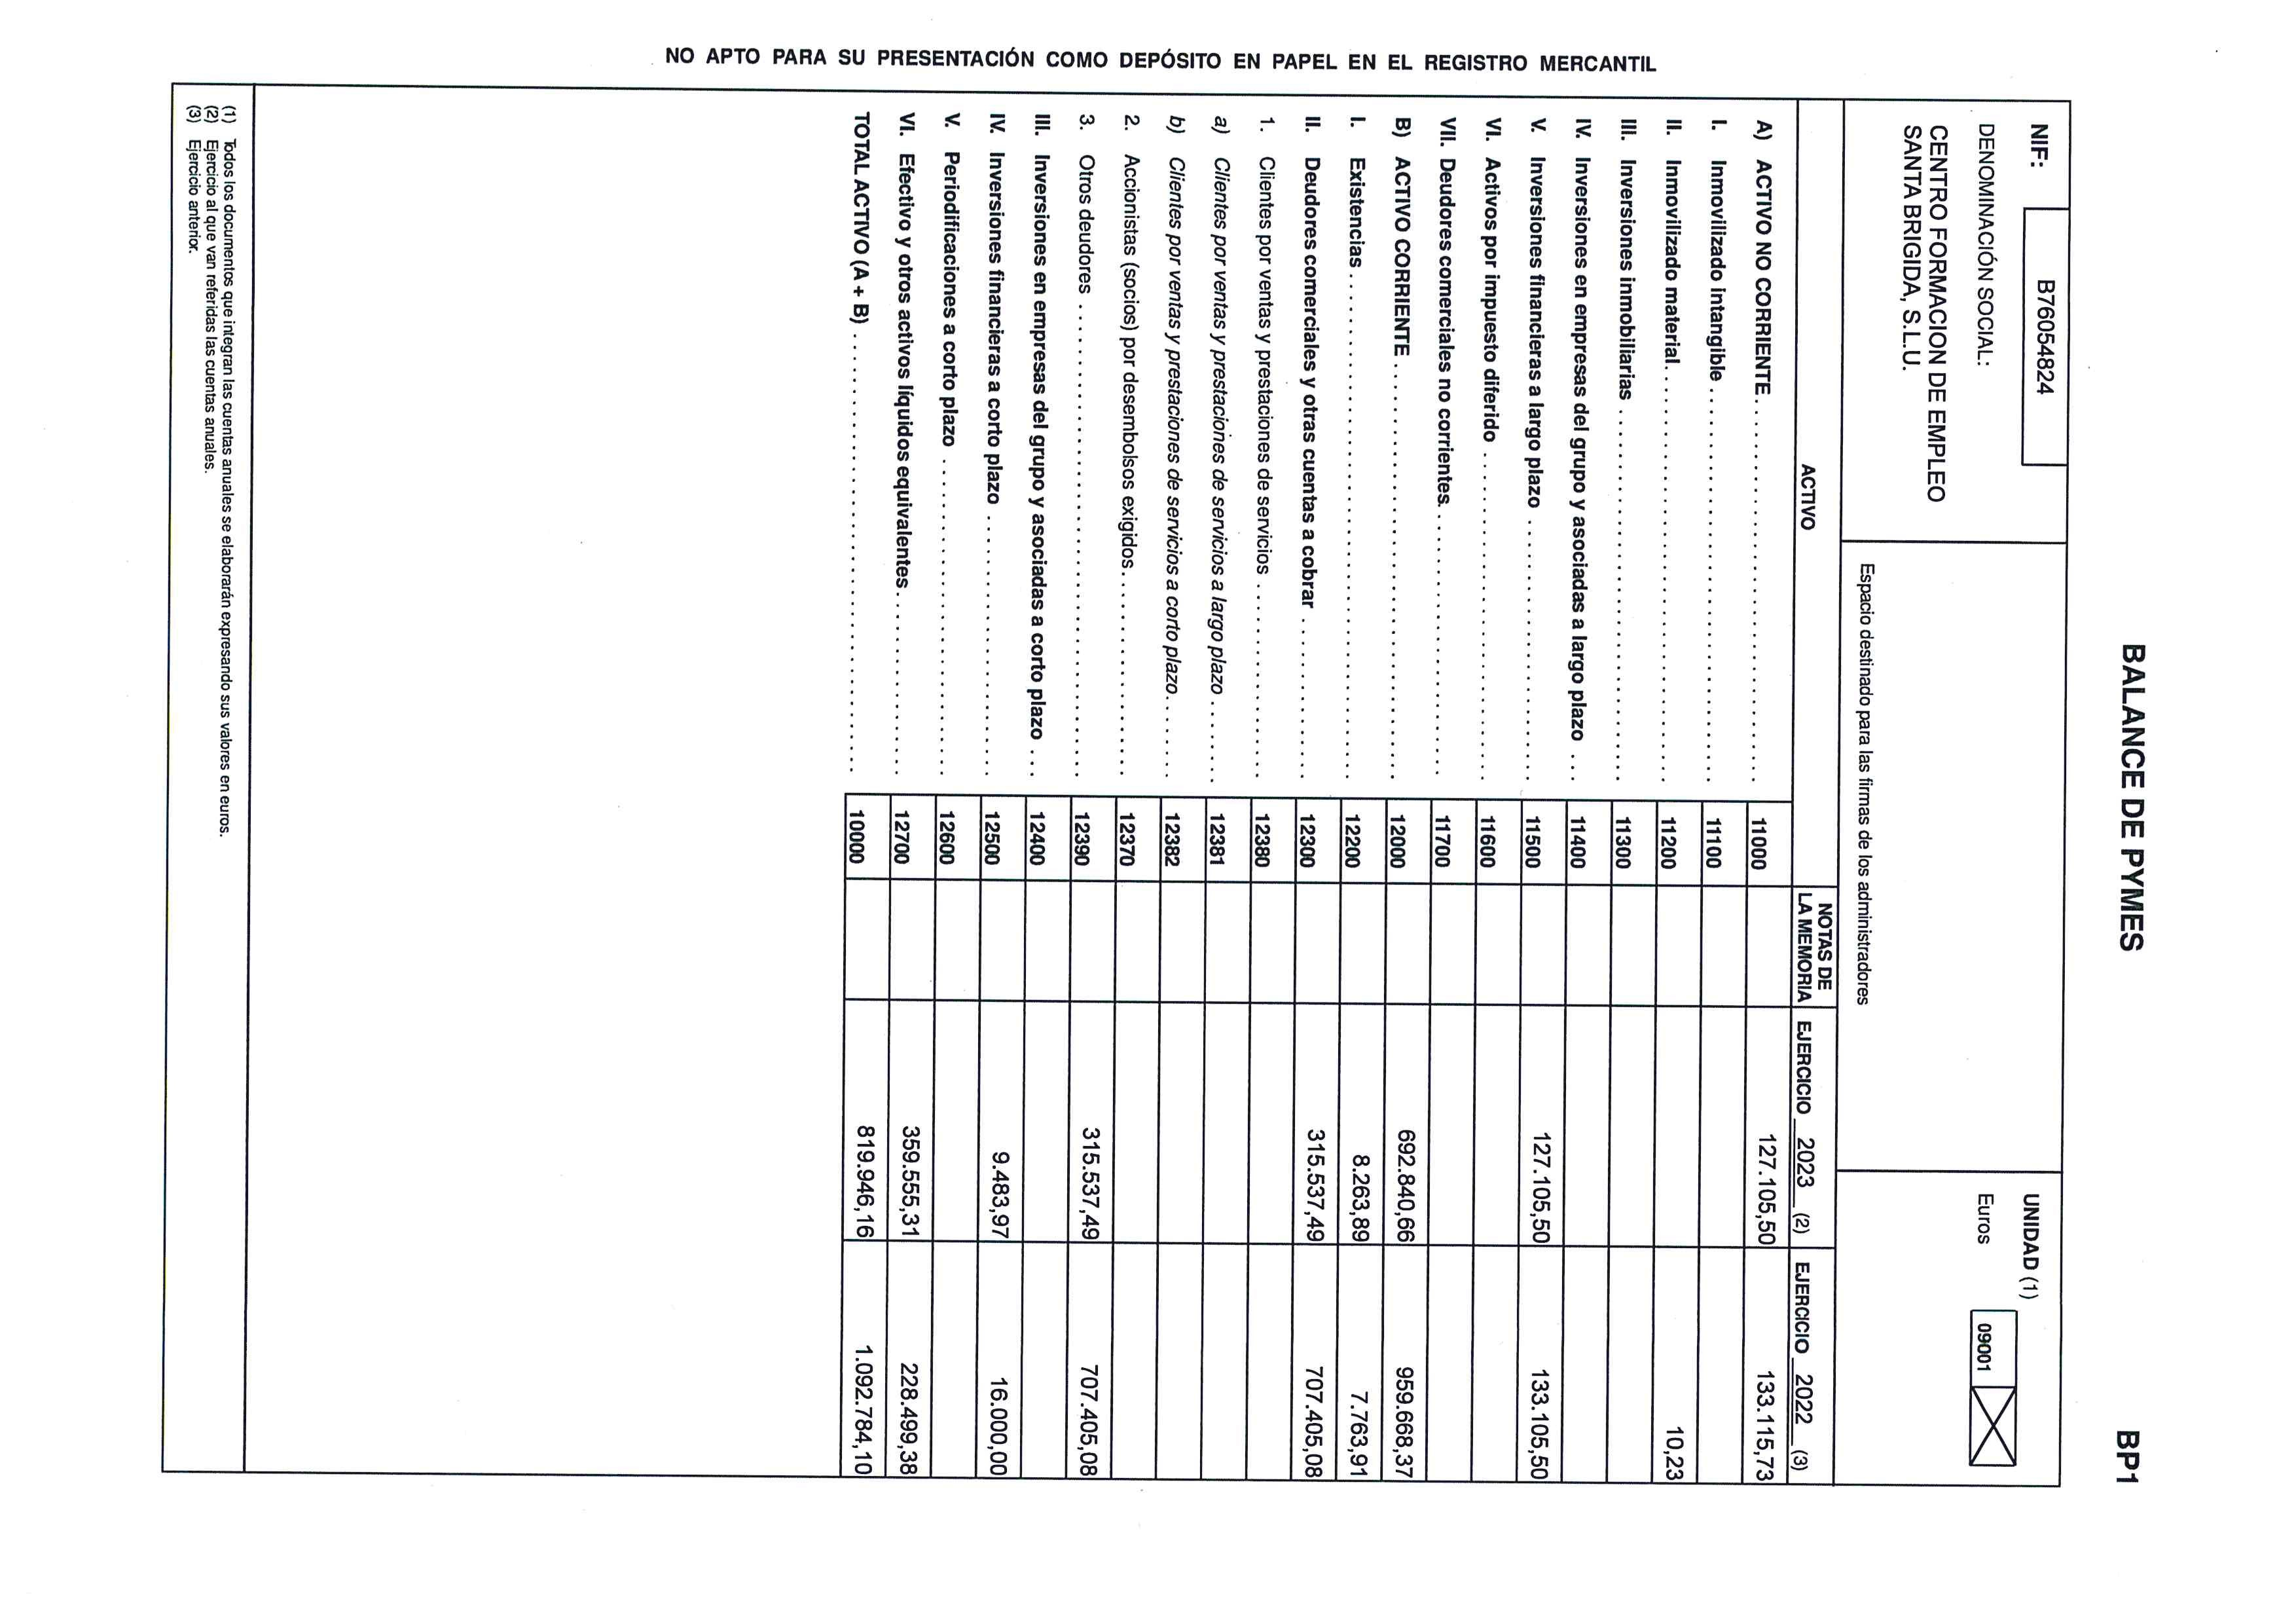 BALANCE DE PYMES
BP1
NIF: B76054824
UNIDAD (1)
DENOMINACIÓN SOCIAL:
Euros 09001
CENTRO FORMACION DE EMPLEO
SANTA BRIGIDA, S.L.U.
Espacio destinado para las firmas de los administradores
ACTIVO NOTAS DE LA MEMORIA EJERCICIO 2023 (2) EJERCICIO 2022 (3)
A) ACTIVO NO CORRIENTE 11000 127.105,50 133.115,73
I. Inmovilizado intangible 11100
II. Inmovilizado material 11200 10,23
III. Inversiones inmobiliarias 11300
IV. Inversiones en empresas del grupo y asociadas a largo plazo 11400
V. Inversiones financieras a largo plazo 11500 127.105,50 133.105,50
VI. Activos por impuesto diferido 11600
VII. Deudores comerciales no corrientes 11700
B) ACTIVO CORRIENTE 12000 692.840,66 959.668,37
I. Existencias 12200 8.263,89 7.763,91
II. Deudores comerciales y otras cuentas a cobrar 12300 315.537,49 707.405,08
1. Clientes por ventas y prestaciones de servicios 12380
a) Clientes por ventas y prestaciones de servicios a largo plazo 12381
b) Clientes por ventas y prestaciones de servicios a corto plazo 12382
2. Accionistas (socios) por desembolsos exigidos 12370
3. Otros deudores 12390 315.537,49 707.405,08
III. Inversiones en empresas del grupo y asociadas a corto plazo 12400
IV. Inversiones financieras a corto plazo 12500 9.483,97 16.000,00
V. Periodificaciones a corto plazo 12600
VI. Efectivo y otros activos líquidos equivalentes 12700 359.555,31 228.499,38
TOTAL ACTIVO (A + B) 10000 819.946,16 1.092.784,10
(1) Todos los documentos que integran las cuentas anuales se elaborarán expresando sus valores en euros.
(2) Ejercicio al que van referidas las cuentas anuales.
(3) Ejercicio anterior.
NO APTO PARA SU PRESENTACIÓN COMO DEPÓSITO EN PAPEL EN EL REGISTRO MERCANTIL